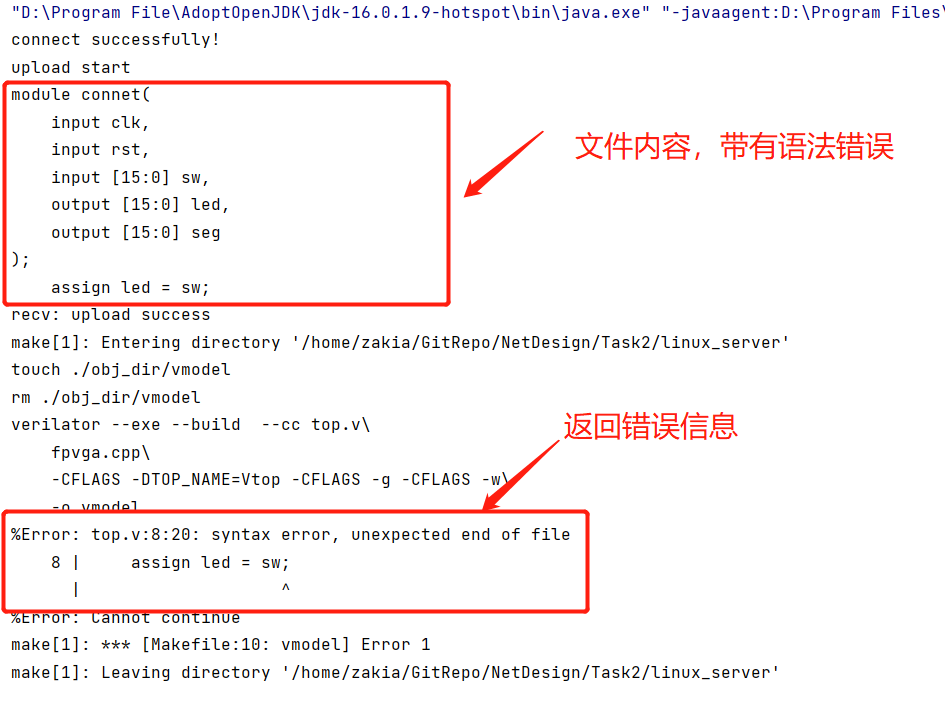 "D:\Program File\AdoptOpenJDK\jdk-16.0.1.9-hotspot\bin\java.exe" "-javaagent:D:\Program Files\
connect successfully!
upload start
module connet(
    input clk,
    input rst,
    input [15:0] sw,
    output [15:0] led,
    output [15:0] seg
);
    assign led = sw;
文件内容，带有语法错误
recv: upload success
make[1]: Entering directory '/home/zakia/GitRepo/NetDesign/Task2/linux_server'
touch ./obj_dir/vmodel
rm ./obj_dir/vmodel
verilator --exe --build  --cc top.v\
    fpvga.cpp\
    -CFLAGS -DTOP_NAME=Vtop -CFLAGS -g -CFLAGS -w\
    -o vmodel
返回错误信息
%Error: top.v:8:20: syntax error, unexpected end of file
    8 |     assign led = sw;
      |                    ^
%Error: Cannot continue
make[1]: *** [Makefile:10: vmodel] Error 1
make[1]: Leaving directory '/home/zakia/GitRepo/NetDesign/Task2/linux_server'